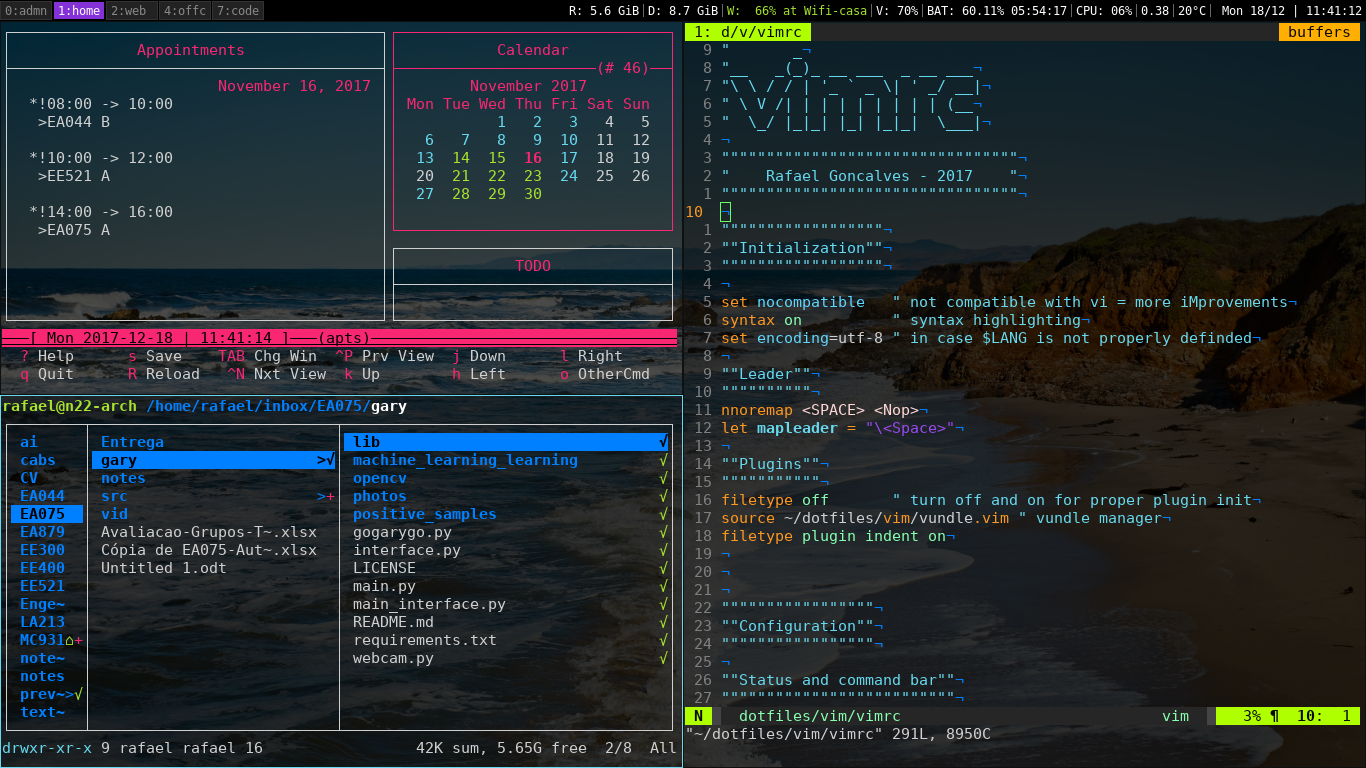 0:admn 1:home 2:web 4:offc 7:code R: 5.6 GiB D: 8.7 GiB W: 66% at Wifi-casa V: 70% BAT: 60.11% 05:54:17 CPU: 06% 0.38 20°C Mon 18/12 | 11:41:12
Appointments
November 16, 2017
*!08:00 -> 10:00
>EA044 B
*!10:00 -> 12:00
>EE521 A
*!14:00 -> 16:00
>EA075 A
Calendar
(# 46)
November 2017
Mon Tue Wed Thu Fri Sat Sun
1 2 3 4 5
6 7 8 9 10 11 12
13 14 15 16 17 18 19
20 21 22 23 24 25 26
27 28 29 30
TODO
[ Mon 2017-12-18 | 11:41:14 ] (apts)
? Help s Save TAB Chg Win ^P Prv View j Down l Right
q Quit R Reload ^N Nxt View k Up h Left o OtherCmd
rafael@n22-arch /home/rafael/inbox/EA075/gary
ai
cabs
CV
EA044
EA075
EA879
EE300
EE400
EE521
Enge~
LA213
MC931⌂+
note~
notes
prev~>√
text~
Entrega
gary >√
notes
src >+
vid
Avaliacao-Grupos-T~.xlsx
Cópia de EA075-Aut~.xlsx
Untitled 1.odt
lib √
machine_learning_learning √
opencv √
photos √
positive_samples √
gogarygo.py √
interface.py √
LICENSE √
main.py √
main_interface.py √
README.md √
requirements.txt √
webcam.py √
drwxr-xr-x 9 rafael rafael 16 42K sum, 5.65G free 2/8 All
1: d/v/vimrc buffers
9 "        _¬
8 "__   _(_)_ __ ___  _ __ ___¬
7 "\ \ / / | '_ ` _ \| '_/ __|¬
6 " \ V /| | | | | | | | | (__¬
5 "  \_/ |_|_| |_| |_|_|  \___|¬
4 ¬
3 """""""""""""""""""""""""""""""""¬
2 "    Rafael Goncalves - 2017    "¬
1 """""""""""""""""""""""""""""""""¬
10 ¬
1 """"""""""""""""""¬
2 ""Initialization""¬
3 """"""""""""""""""¬
4 ¬
5 set nocompatible " not compatible with vi = more iMprovements¬
6 syntax on " syntax highlighting¬
7 set encoding=utf-8 " in case $LANG is not properly definded¬
8 ¬
9 ""Leader""¬
10 """"""""""¬
11 nnoremap <SPACE> <Nop>¬
12 let mapleader = "\<Space>"¬
13 ¬
14 ""Plugins""¬
15 """""""""""¬
16 filetype off " turn off and on for proper plugin init¬
17 source ~/dotfiles/vim/vundle.vim " vundle manager¬
18 filetype plugin indent on¬
19 ¬
20 ¬
21 ¬
22 """""""""""""""""¬
23 ""Configuration""¬
24 """""""""""""""""¬
25 ¬
26 ""Status and command bar""¬
27 """"""""""""""""""""""""""¬
N dotfiles/vim/vimrc vim 3% ¶ 10: 1
"~/dotfiles/vim/vimrc" 291L, 8950C